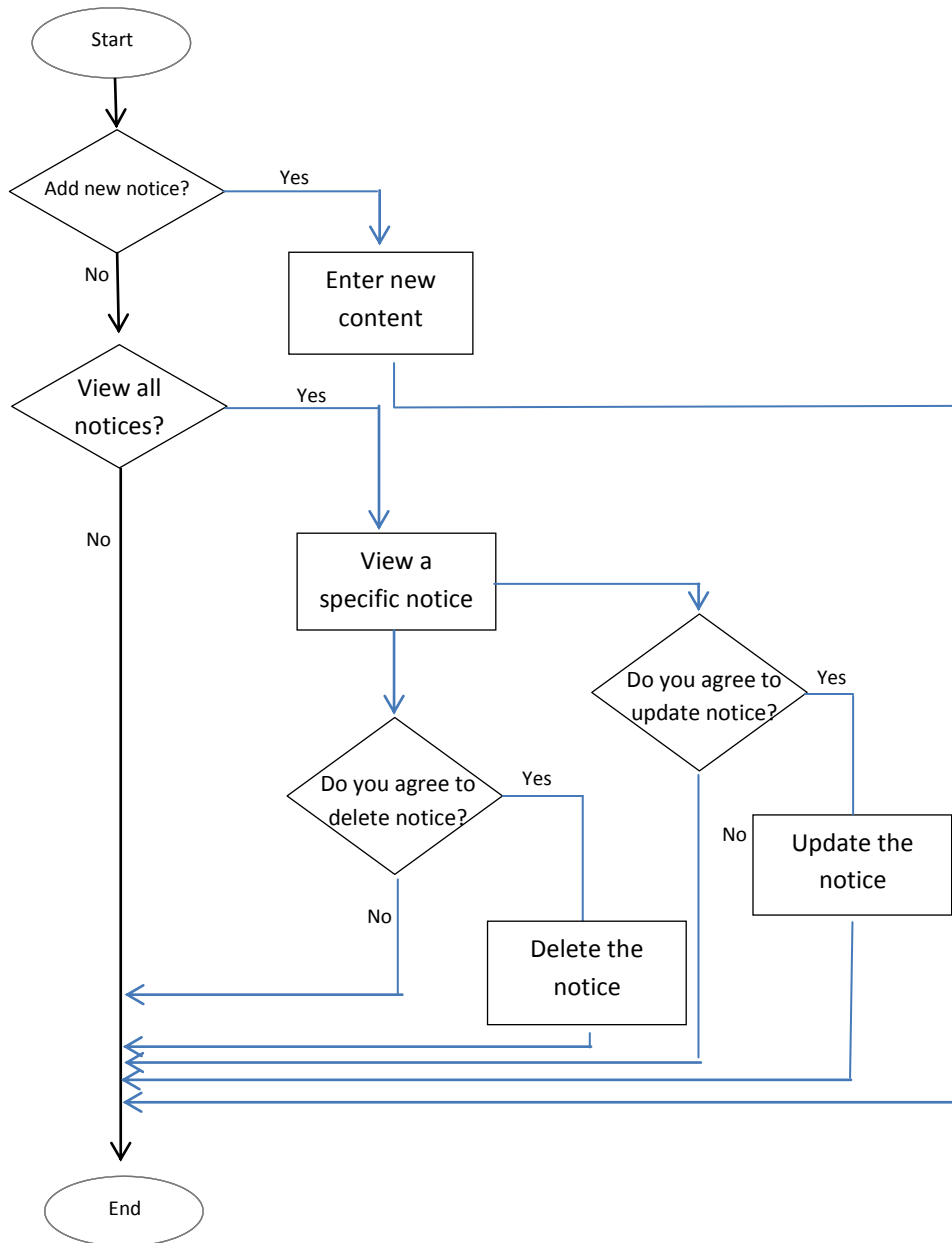 Start
Add new notice?
Yes
No
Enter new
content
View all
notices?
Yes
No
View a
specific notice
Do you agree to
update notice?
Yes
No
Update the
notice
Do you agree to
delete notice?
Yes
No
Delete the
notice
End